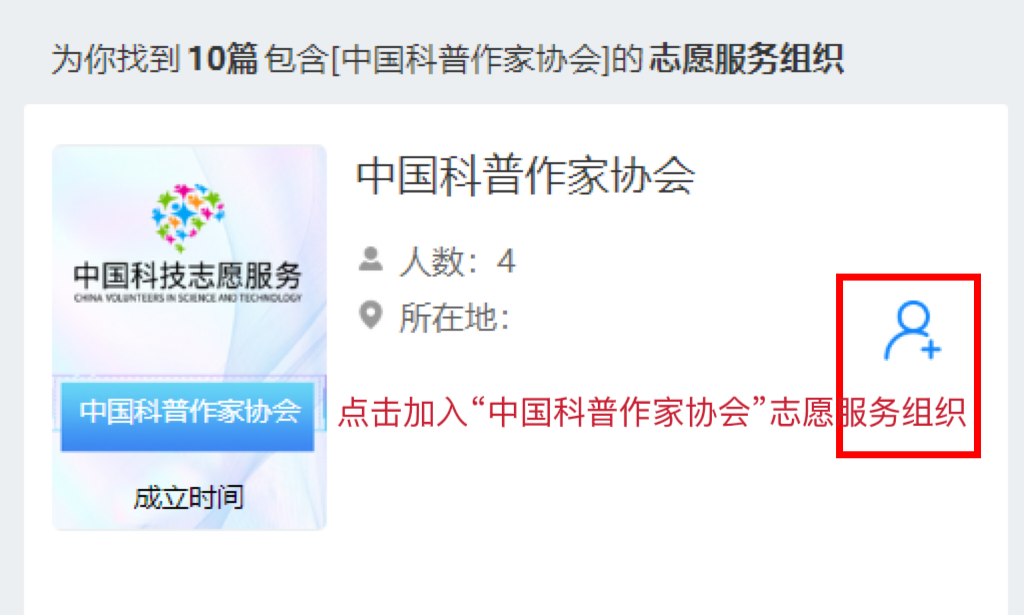 为你找到 10篇 包含[中国科普作家协会]的 志愿服务组织
中国科普作家协会
人数：4
所在地：
点击加入“中国科普作家协会”志愿服务组织
中国科技志愿服务
CHINA VOLUNTEERS IN SCIENCE AND TECHNOLOGY
中国科普作家协会
成立时间